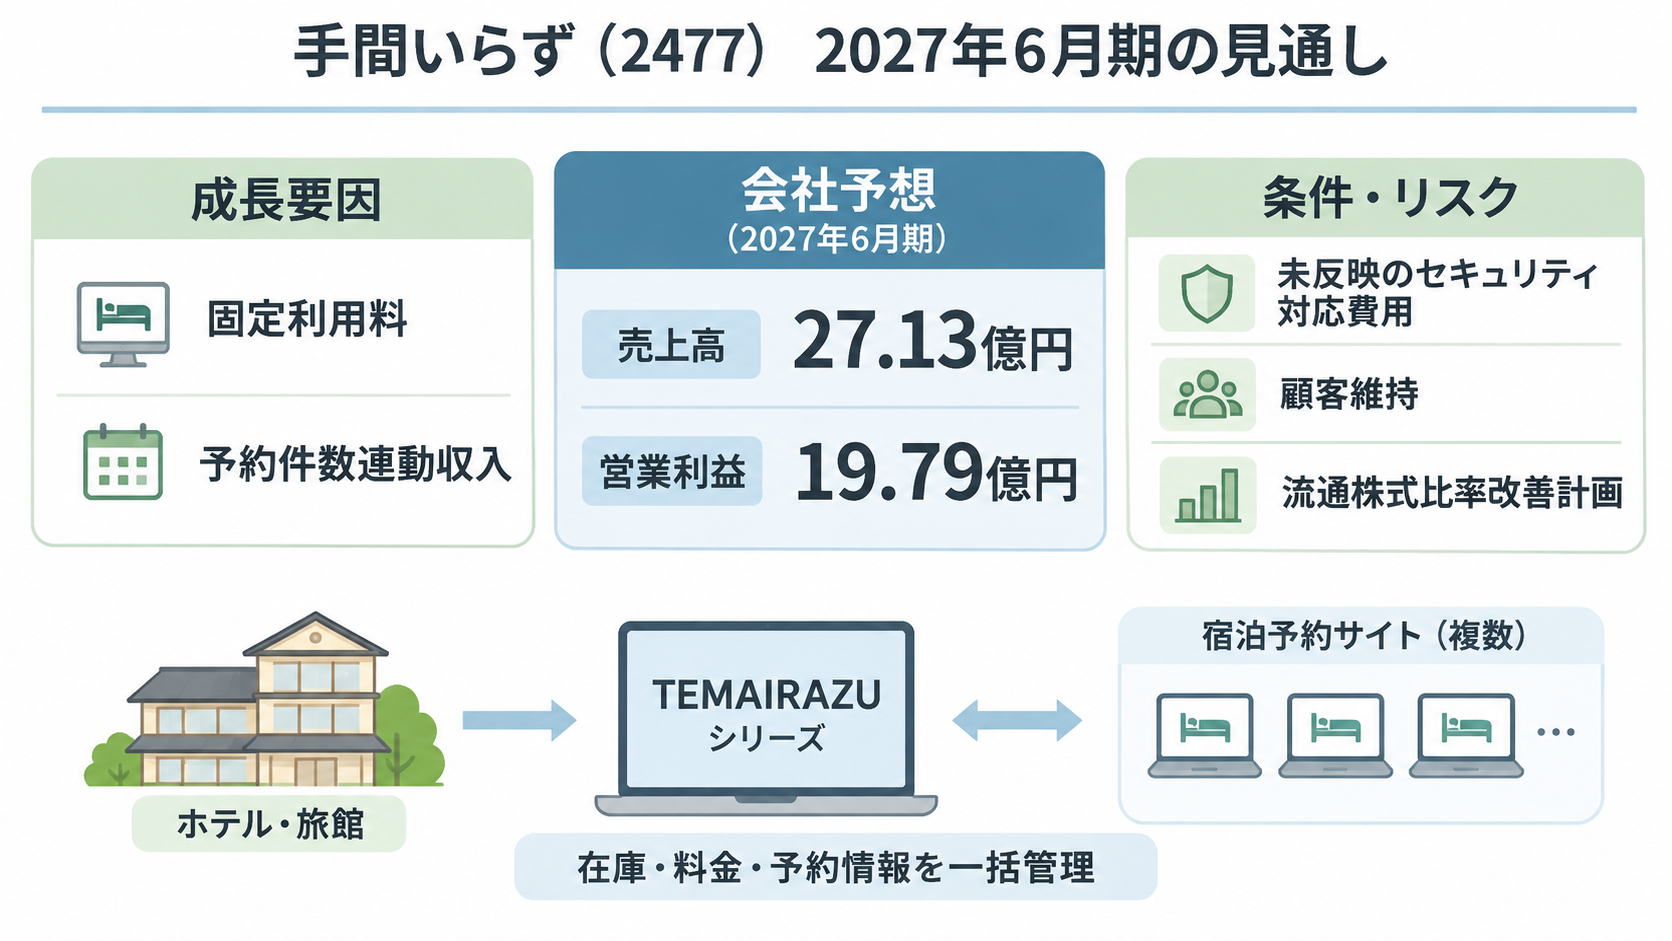 手間いらず（2477） 2027年6月期の見通し
成長要因
固定利用料
予約件数連動収入
会社予想
（2027年6月期）
売上高 27.13億円
営業利益 19.79億円
条件・リスク
未反映のセキュリティ
対応費用
顧客維持
流通株式比率改善計画
ホテル・旅館
TEMAIRAZU
シリーズ
在庫・料金・予約情報を一括管理
宿泊予約サイト（複数）
…